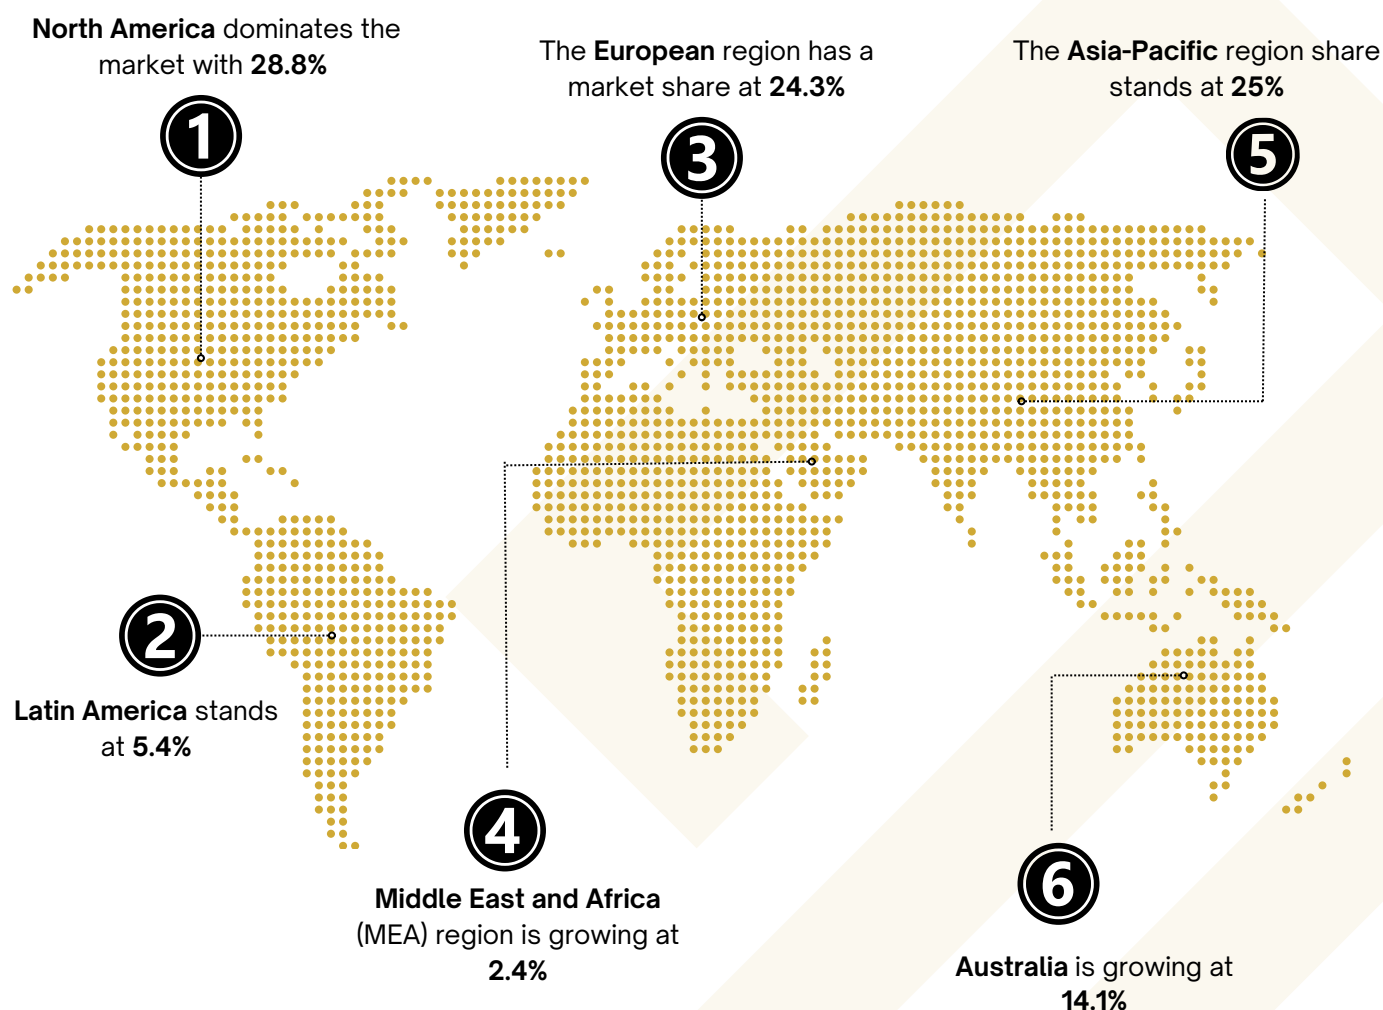 North America dominates the
market with 28.8%
1
The European region has a
market share at 24.3%
3
The Asia-Pacific region share
stands at 25%
5
2
Latin America stands
at 5.4%
4
Middle East and Africa
(MEA) region is growing at
2.4%
6
Australia is growing at
14.1%